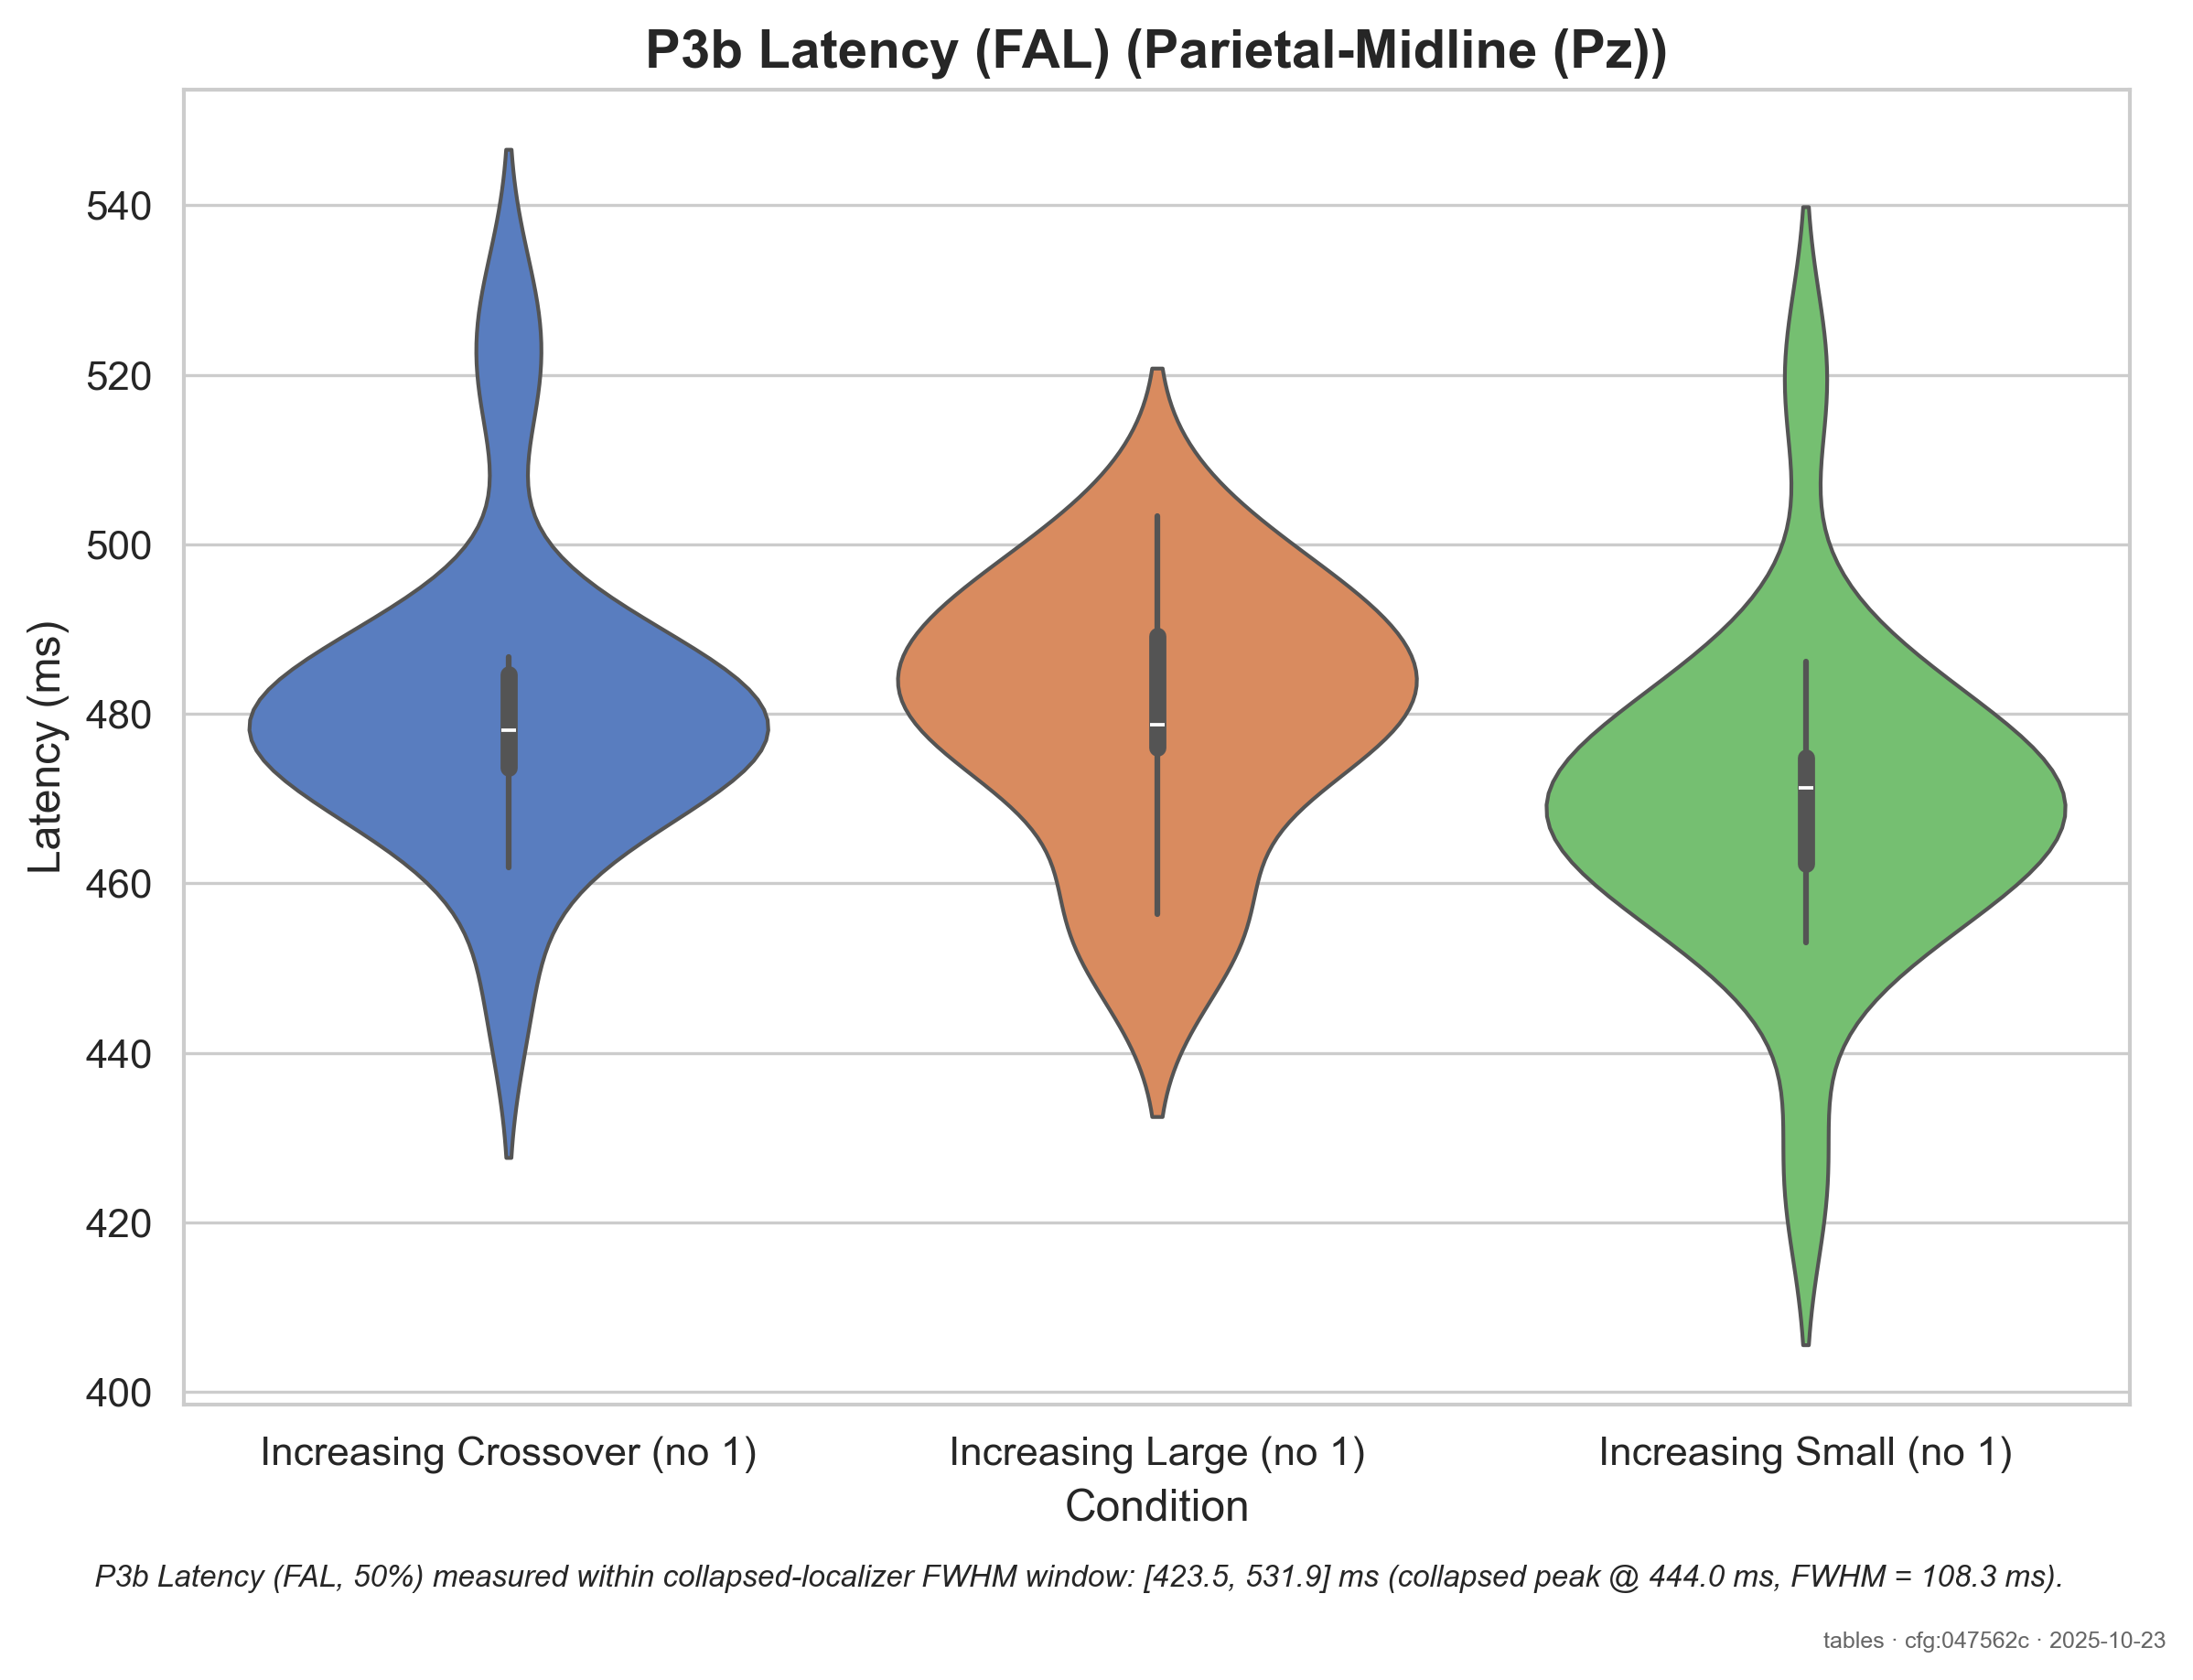 P3b Latency (FAL) (Parietal-Midline (Pz))
Latency (ms)
540
520
500
480
460
440
420
400
Increasing Crossover (no 1)
Increasing Large (no 1)
Increasing Small (no 1)
Condition
P3b Latency (FAL, 50%) measured within collapsed-localizer FWHM window: [423.5, 531.9] ms (collapsed peak @ 444.0 ms, FWHM = 108.3 ms).
tables · cfg:047562c · 2025-10-23